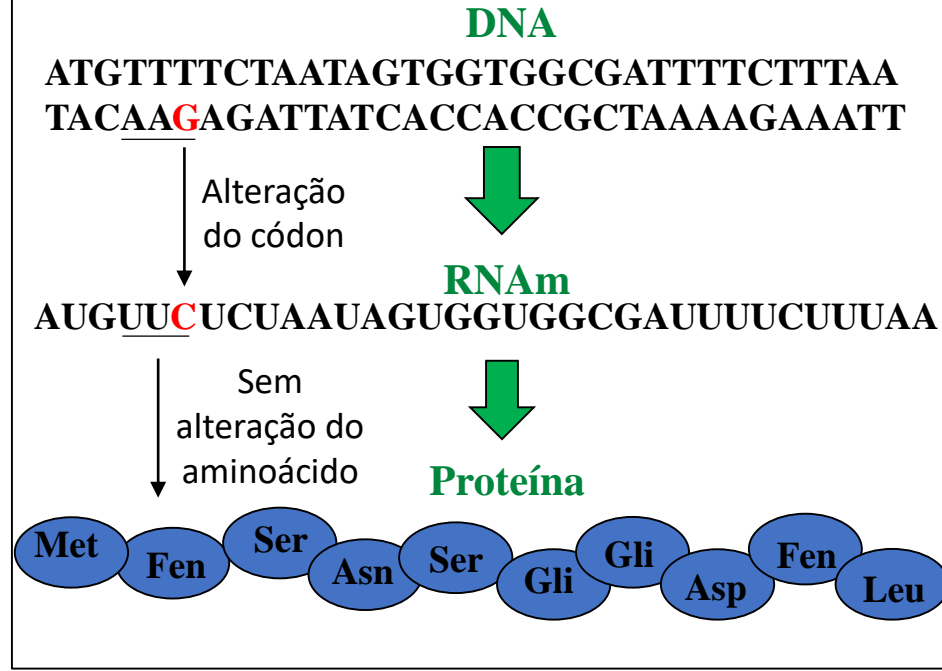 DNA
ATGTTTTCTAATAGTGGTGGCGATTTTCTTTAA
TACAAGAGATTATCACCACCGCTAAAAGAAATT
Alteração
do códon
RNAm
AUGUUCUCUAAUAGUGGUGGCGAUUUUCUUUAA
Sem
alteração do
aminoácido
Proteína
Met Fen Ser Asn Ser Gli Gli Asp Fen Leu